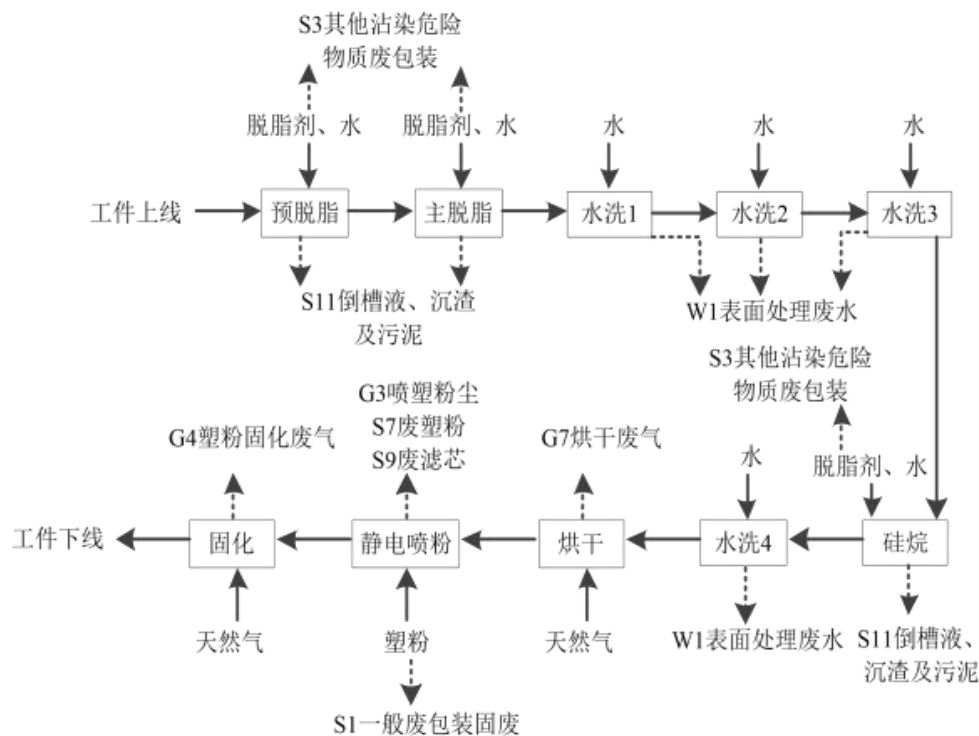 S3其他沾染危险
物质废包装
脱脂剂、水
脱脂剂、水
水
水
水
工件上线
预脱脂
主脱脂
水洗1
水洗2
水洗3
S11倒槽液、沉渣
及污泥
W1表面处理废水
S3其他沾染危险
物质废包装
G3喷塑粉尘
S7废塑粉
S9废滤芯
G4塑粉固化废气
G7烘干废气
水
脱脂剂、水
工件下线
固化
静电喷粉
烘干
水洗4
硅烷
天然气
塑粉
天然气
W1表面处理废水
S11倒槽液、
沉渣及污泥
S1一般废包装固废